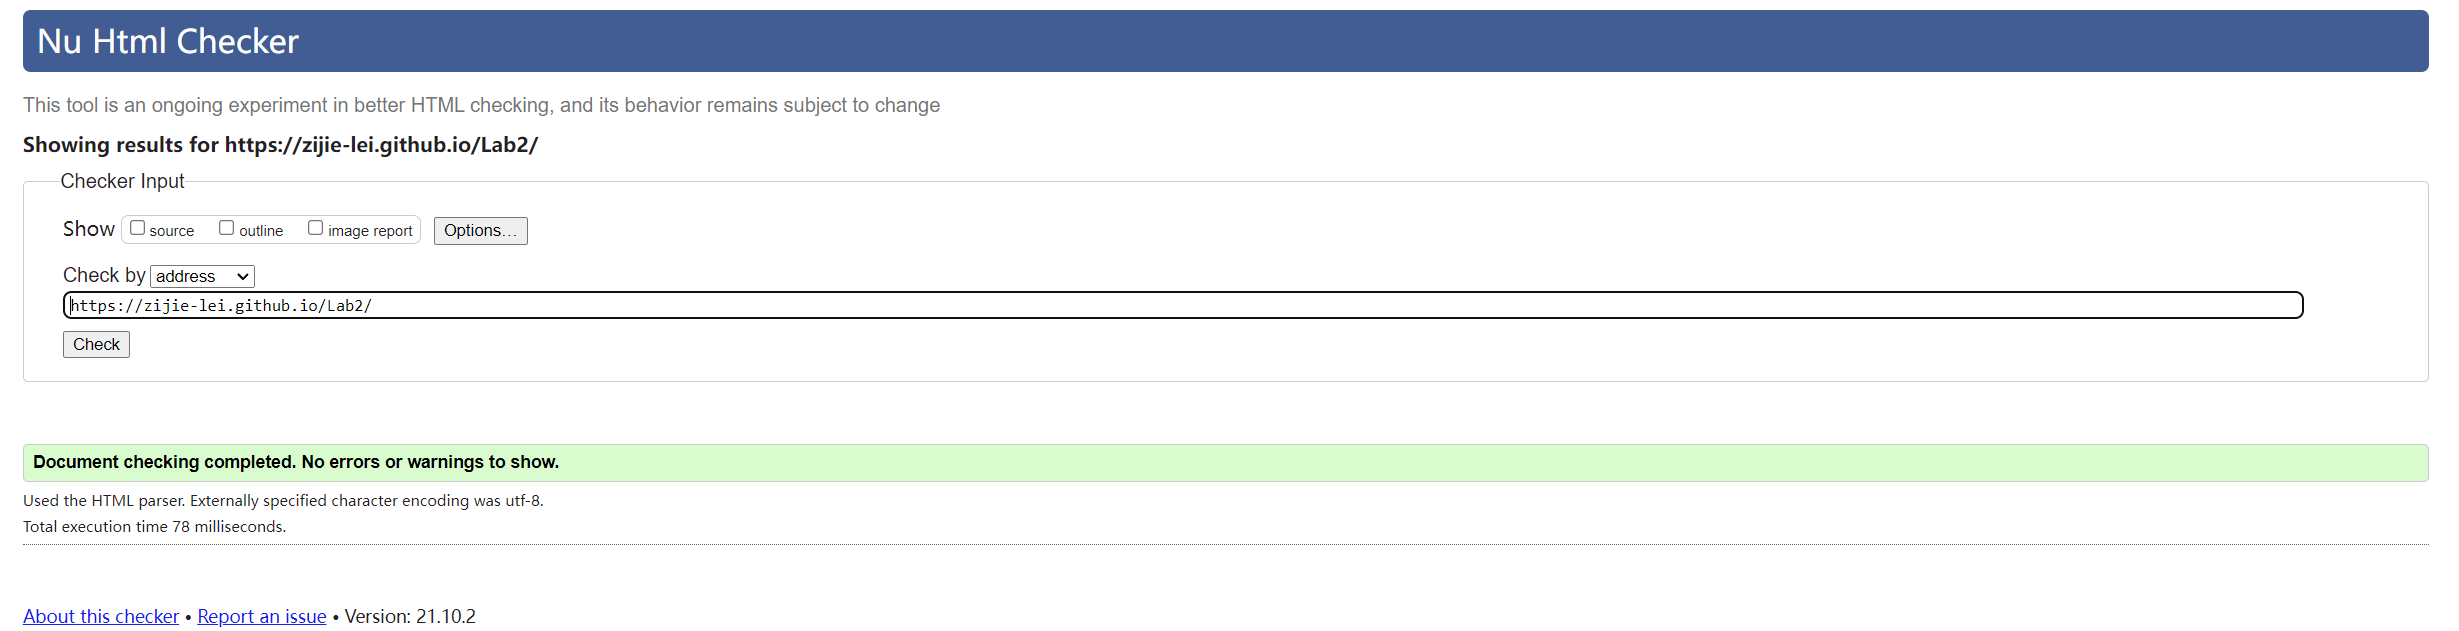 Nu Html Checker
This tool is an ongoing experiment in better HTML checking, and its behavior remains subject to change
Showing results for https://zijie-lei.github.io/Lab2/
Checker Input
Show source outline image report Options...
Check by address
https://zijie-lei.github.io/Lab2/
Check
Document checking completed. No errors or warnings to show.
Used the HTML parser. Externally specified character encoding was utf-8.
Total execution time 78 milliseconds.
About this checker • Report an issue • Version: 21.10.2